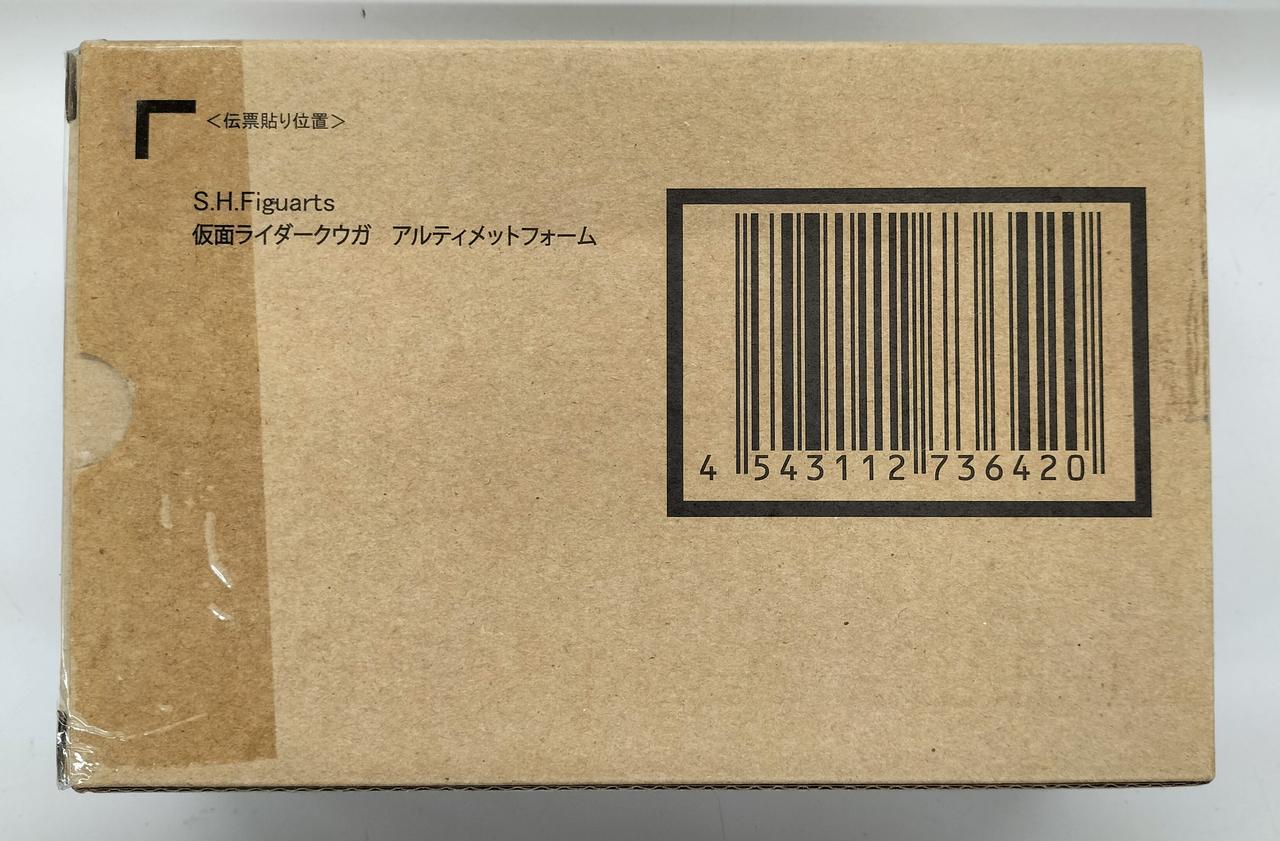 ＜伝票貼り位置＞
S.H.Figuarts
仮面ライダークウガ　アルティメットフォーム
4 543112 736420